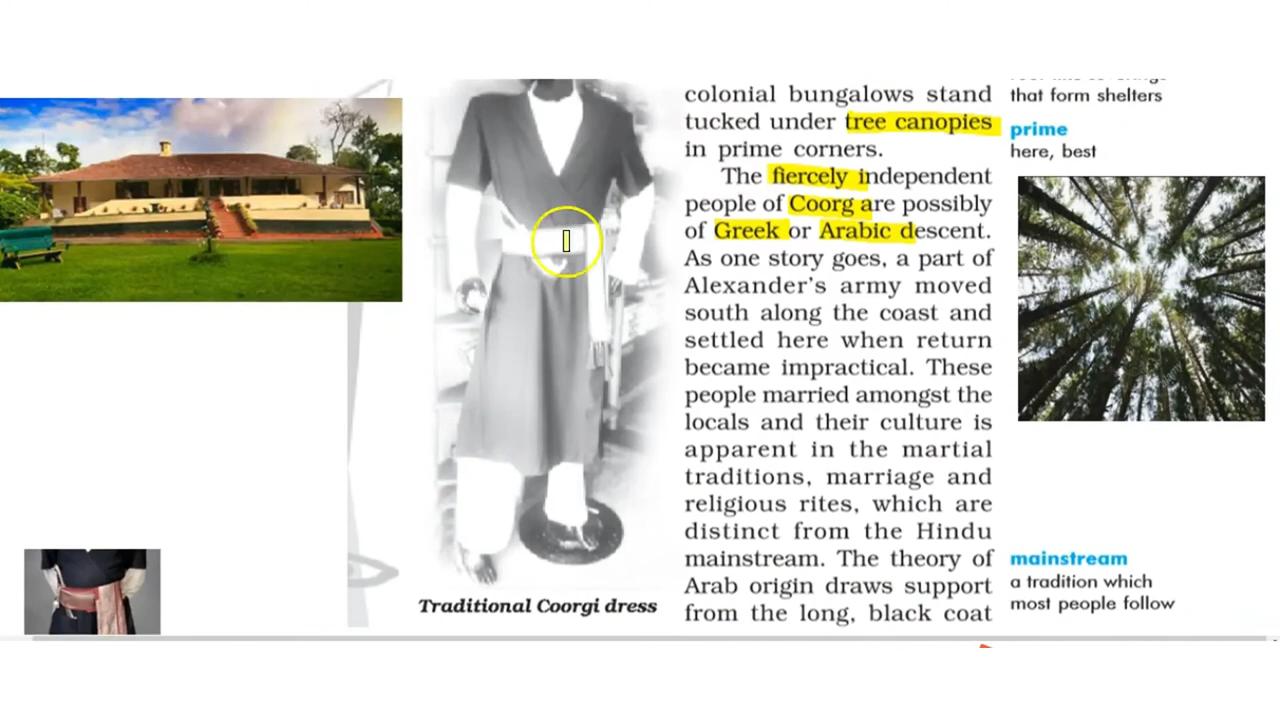 colonial bungalows stand
tucked under tree canopies
in prime corners.
The fiercely independent
people of Coorg are possibly
of Greek or Arabic descent.
As one story goes, a part of
Alexander's army moved
south along the coast and
settled here when return
became impractical. These
people married amongst the
locals and their culture is
apparent in the martial
traditions, marriage and
religious rites, which are
distinct from the Hindu
mainstream. The theory of
Arab origin draws support
from the long, black coat
that form shelters
prime
here, best
mainstream
a tradition which
most people follow
Traditional Coorgi dress